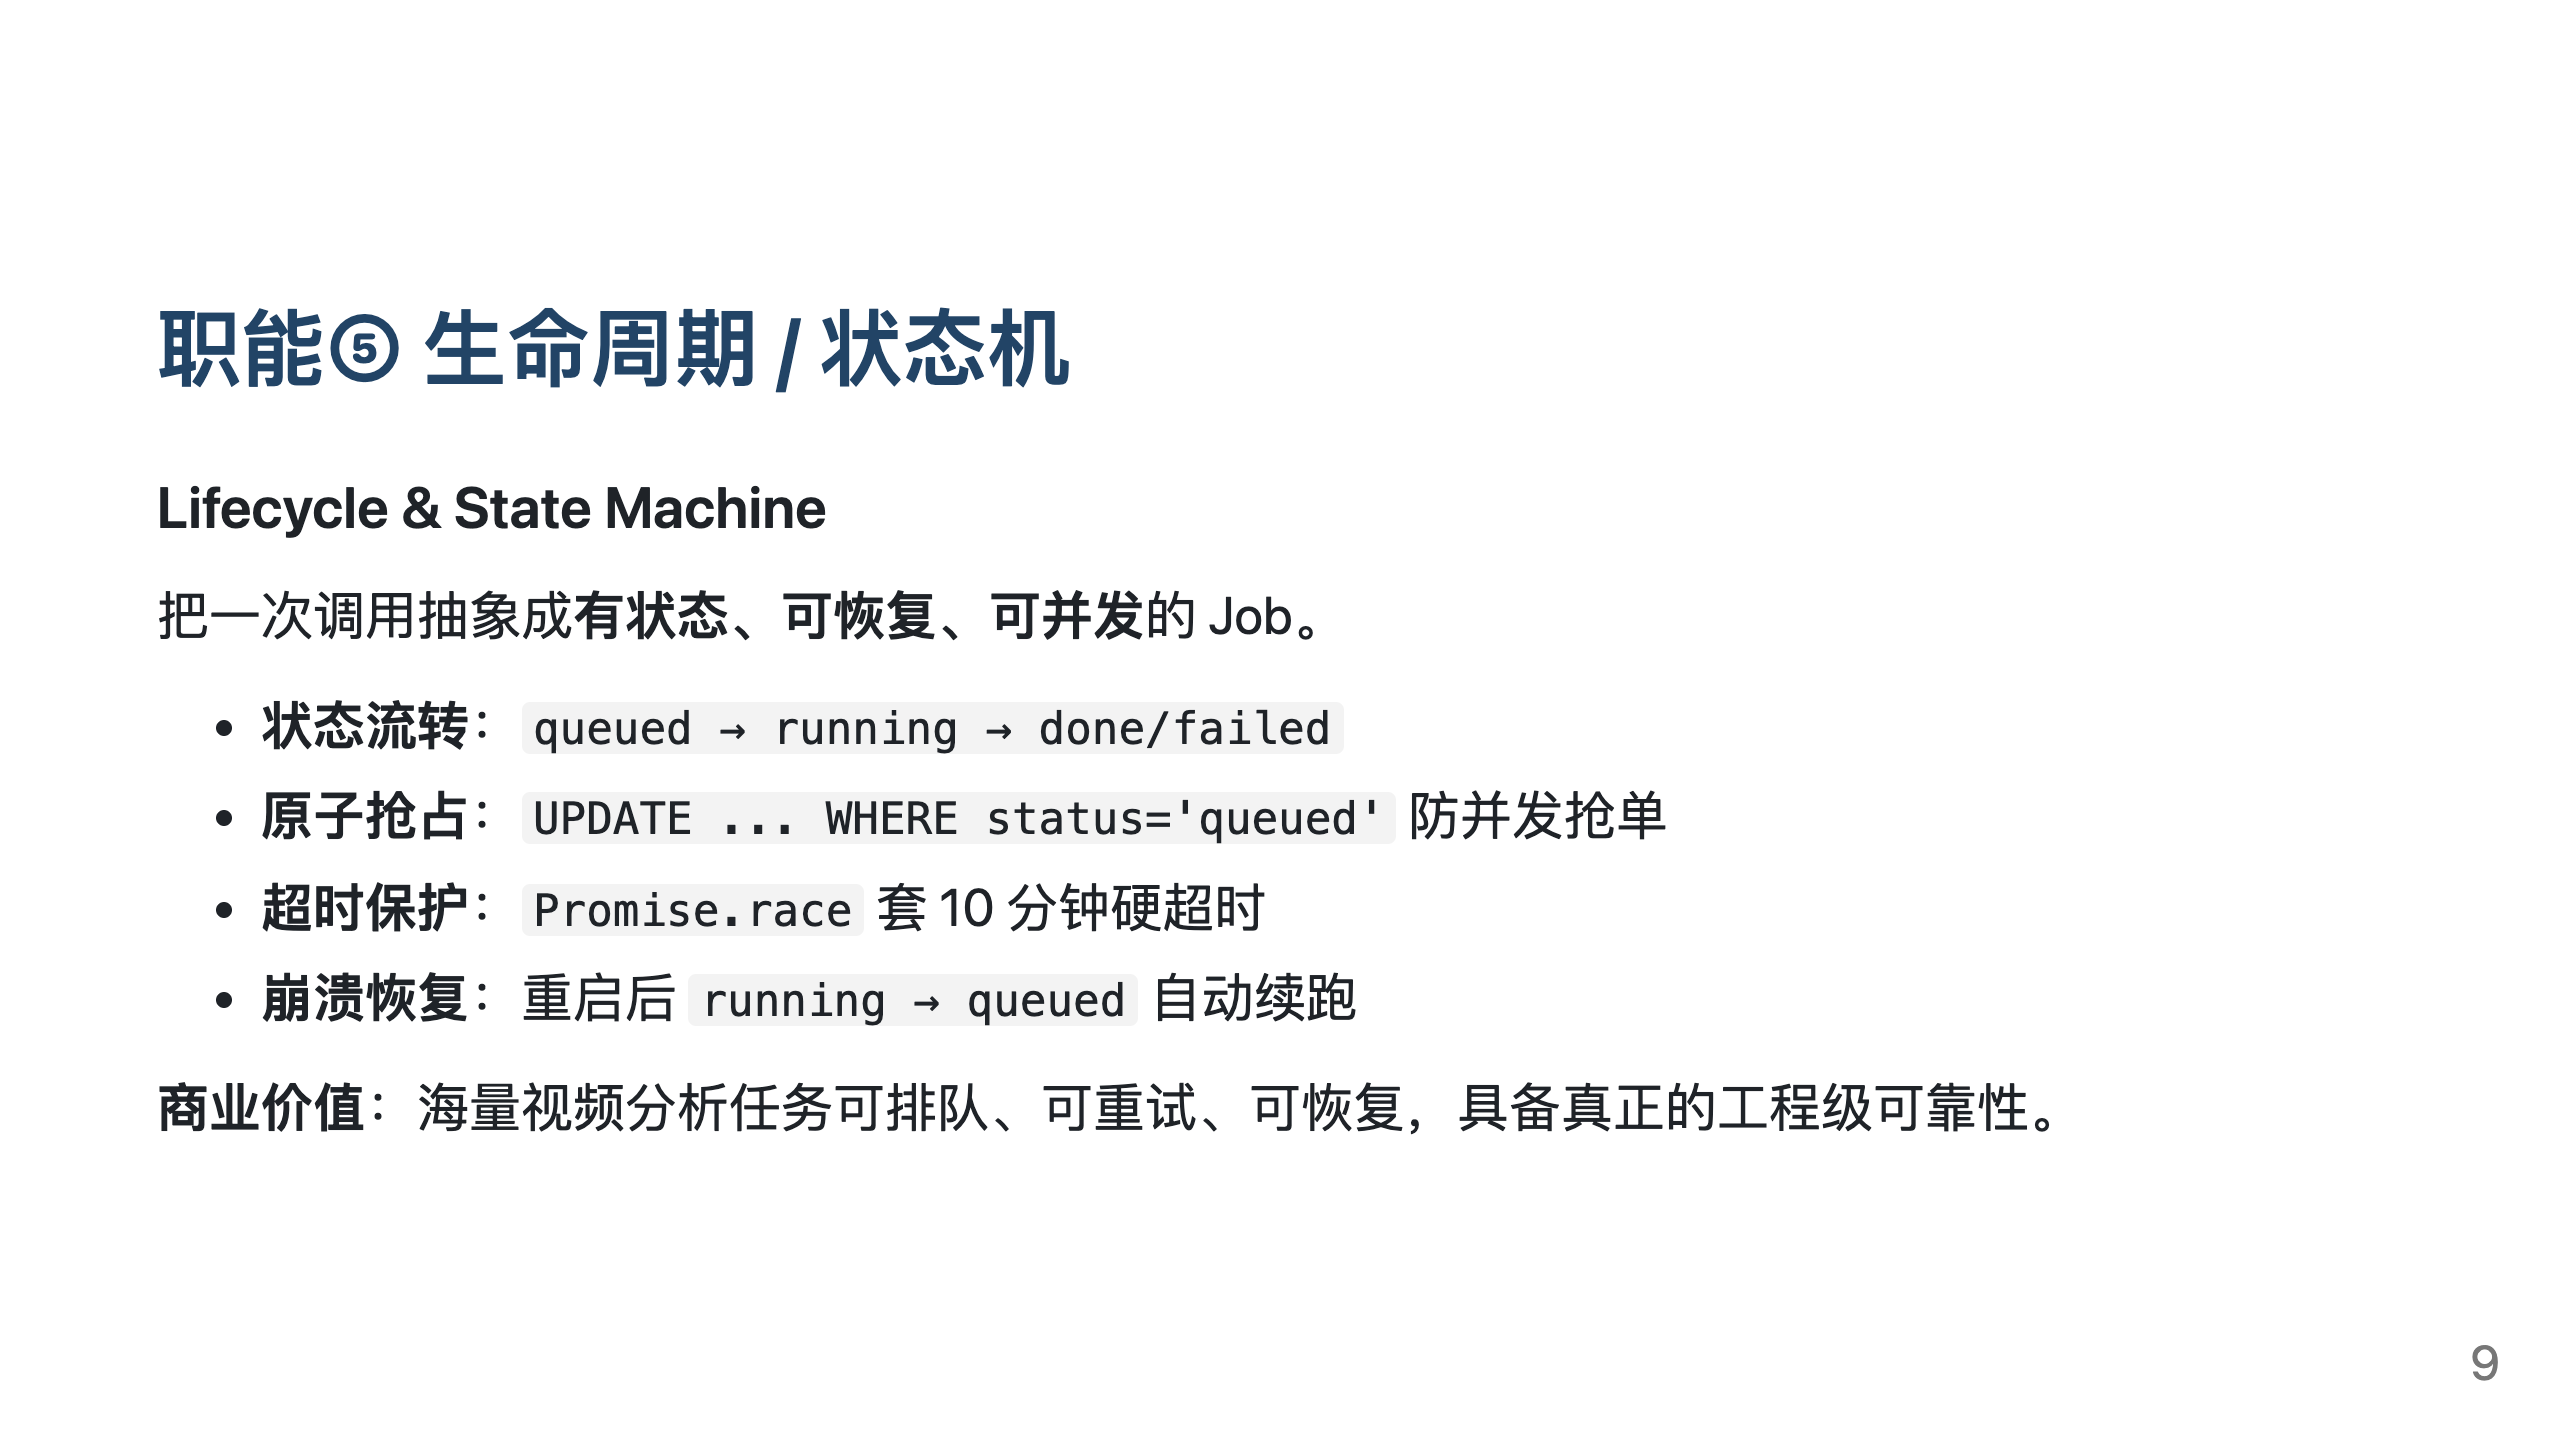 职能⑤ 生命周期 / 状态机
Lifecycle & State Machine
把一次调用抽象成有状态、可恢复、可并发的 Job。
• 状态流转：queued → running → done/failed
• 原子抢占：UPDATE ... WHERE status='queued' 防并发抢单
• 超时保护：Promise.race 套 10 分钟硬超时
• 崩溃恢复：重启后 running → queued 自动续跑
商业价值：海量视频分析任务可排队、可重试、可恢复，具备真正的工程级可靠性。
9